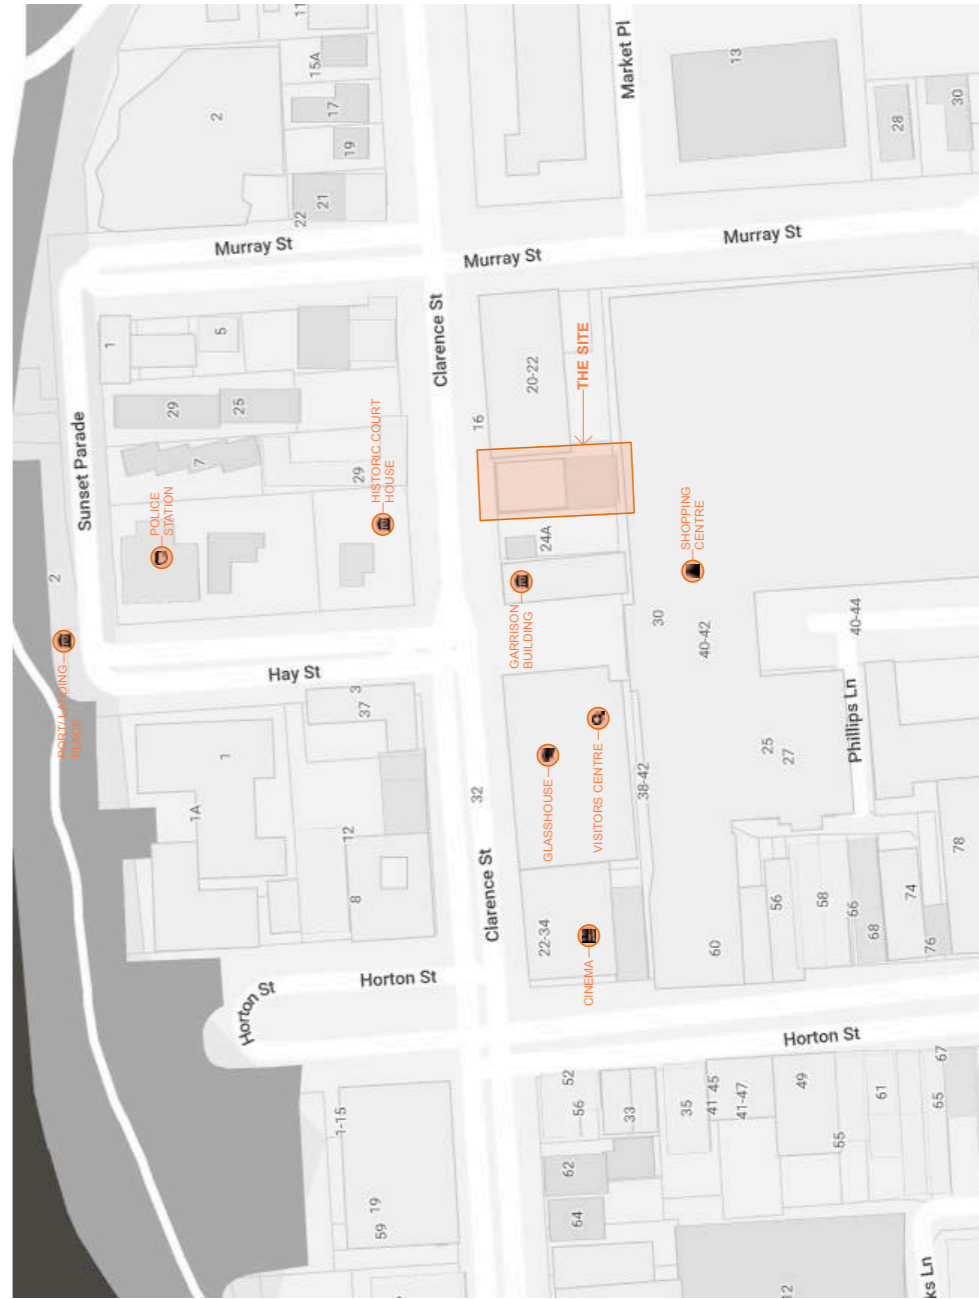 11
15A
17
19
21
22
2
Market Pl
13
28
30
Murray St
Murray St
Murray St
Clarence St
Sunset Parade
1
5
29
25
7
29
16
20-22
THE SITE
HISTORIC COURT
HOUSE
POLICE
STATION
2
24A
GARRISON
BUILDING
SHOPPING
CENTRE
30
40-42
40-44
PORT/ LANDING
PLACE
Hay St
3
37
1
1A
12
8
32
Clarence St
GLASSHOUSE
VISITORS CENTRE
38-42
25
27
Phillips Ln
22-34
CINEMA
60
56
58
66
68
74
76
78
Horton St
Horton St
Horton St
1-15
19
59
52
56
33
62
64
35
41
45
41-47
49
55
61
65
67
12
ks Ln